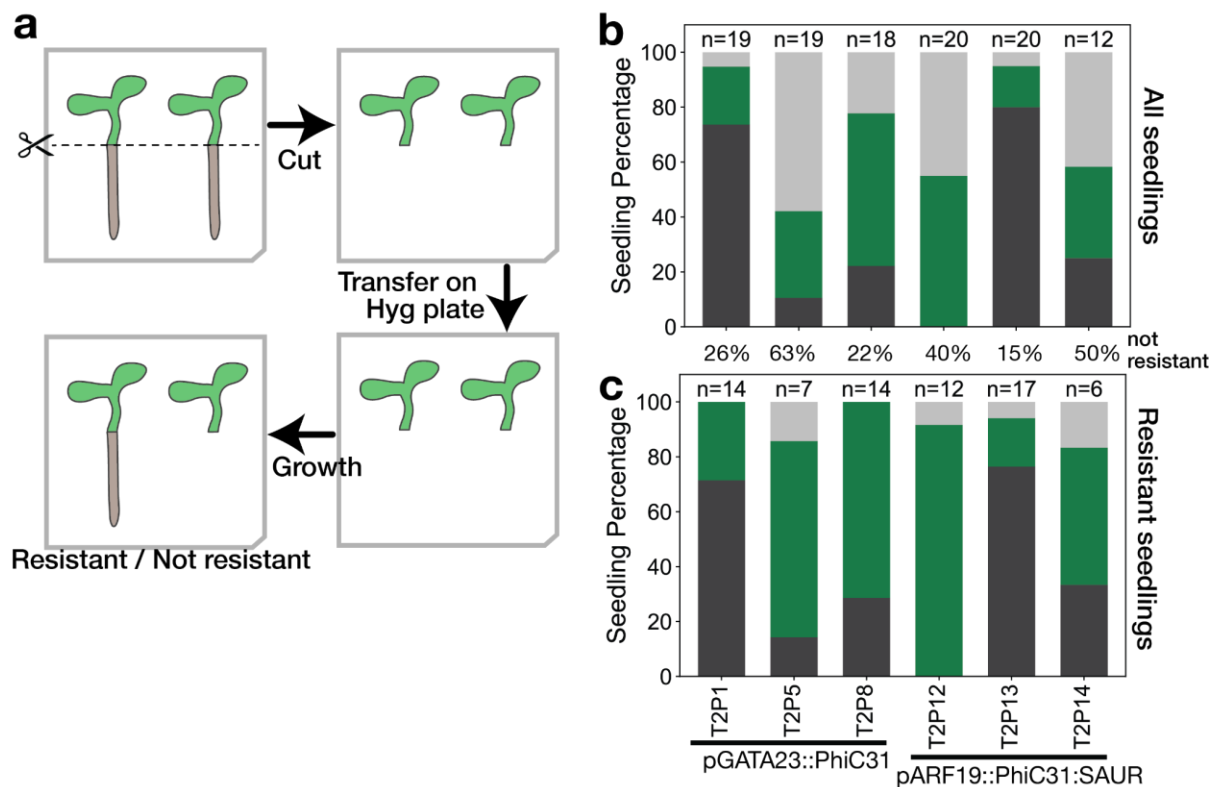 a
Cut
Transfer on
Hyg plate
Growth
Resistant / Not resistant
b
n=19 n=19 n=18 n=20 n=20 n=12
100
80
60
40
20
0
Seedling Percentage
All seedlings
26% 63% 22% 40% 15% 50% not
resistant
c
n=14 n=7 n=14 n=12 n=17 n=6
100
80
60
40
20
0
Seedling Percentage
Resistant seedlings
T2P1 T2P5 T2P8 T2P12 T2P13 T2P14
pGATA23::PhiC31 pARF19::PhiC31:SAUR